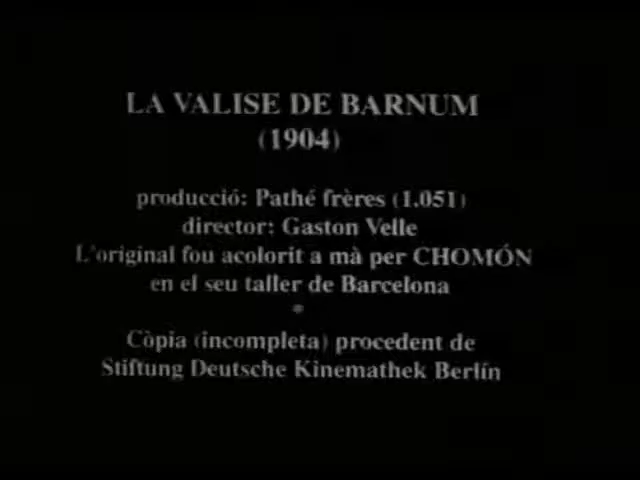 LA VALISE DE BARNUM
(1904)
producció: Pathé frères (1.051)
director: Gaston Velle
L'original fou acolorit a mà per CHOMÓN
en el seu taller de Barcelona
*
Còpia (incompleta) procedent de
Stiftung Deutsche Kinemathek Berlín